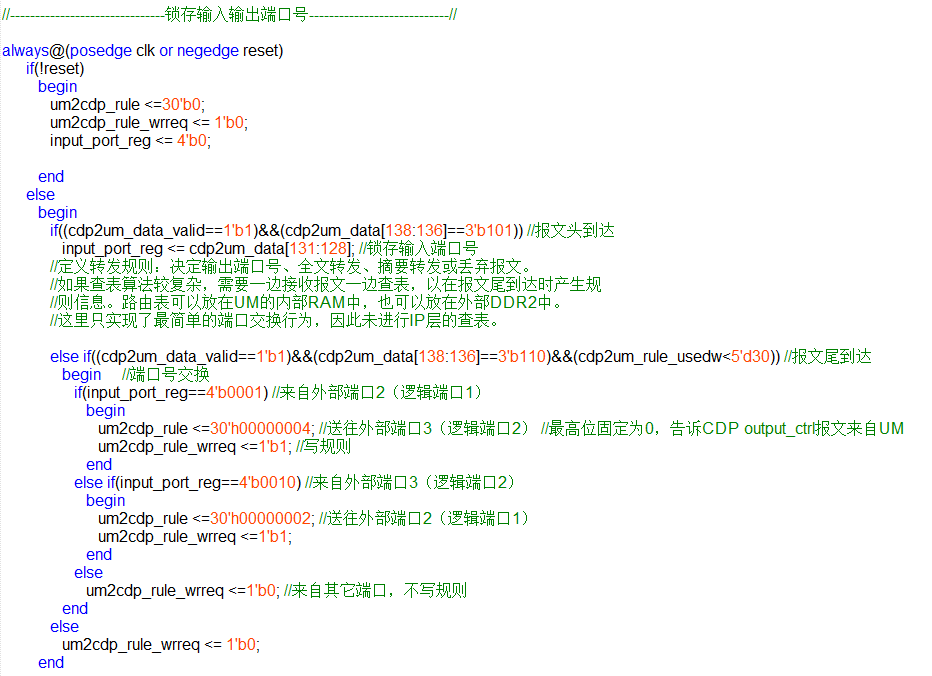 //-------------------------------锁存输入输出端口号----------------------------//
always@(posedge clk or negedge reset)
if(!reset)
begin
um2cdp_rule <=30'b0;
um2cdp_rule_wrreq <= 1'b0;
input_port_reg <= 4'b0;
end
else
begin
if((cdp2um_data_valid==1'b1)&&(cdp2um_data[138:136]==3'b101)) //报文头到达
input_port_reg <= cdp2um_data[131:128]; //锁存输入端口号
//定义转发规则：决定输出端口号、全文转发、摘要转发或丢弃报文。
//如果查表算法较复杂，需要一边接收报文一边查表，以在报文尾到达时产生规
//则信息。路由表可以放在UM的内部RAM中，也可以放在外部DDR2中。
//这里只实现了最简单的端口交换行为，因此未进行IP层的查表。
else if((cdp2um_data_valid==1'b1)&&(cdp2um_data[138:136]==3'b110)&&(cdp2um_rule_usedw<5'd30)) //报文尾到达
begin //端口号交换
if(input_port_reg==4'b0001) //来自外部端口2（逻辑端口1）
begin
um2cdp_rule <=30'h00000004; //送往外部端口3（逻辑端口2） //最高位固定为0，告诉CDP output_ctrl报文来自UM
um2cdp_rule_wrreq <=1'b1; //写规则
end
else if(input_port_reg==4'b0010) //来自外部端口3（逻辑端口2）
begin
um2cdp_rule <=30'h00000002; //送往外部端口2（逻辑端口1）
um2cdp_rule_wrreq <=1'b1;
end
else
um2cdp_rule_wrreq <=1'b0; //来自其它端口，不写规则
end
else
um2cdp_rule_wrreq <= 1'b0;
end